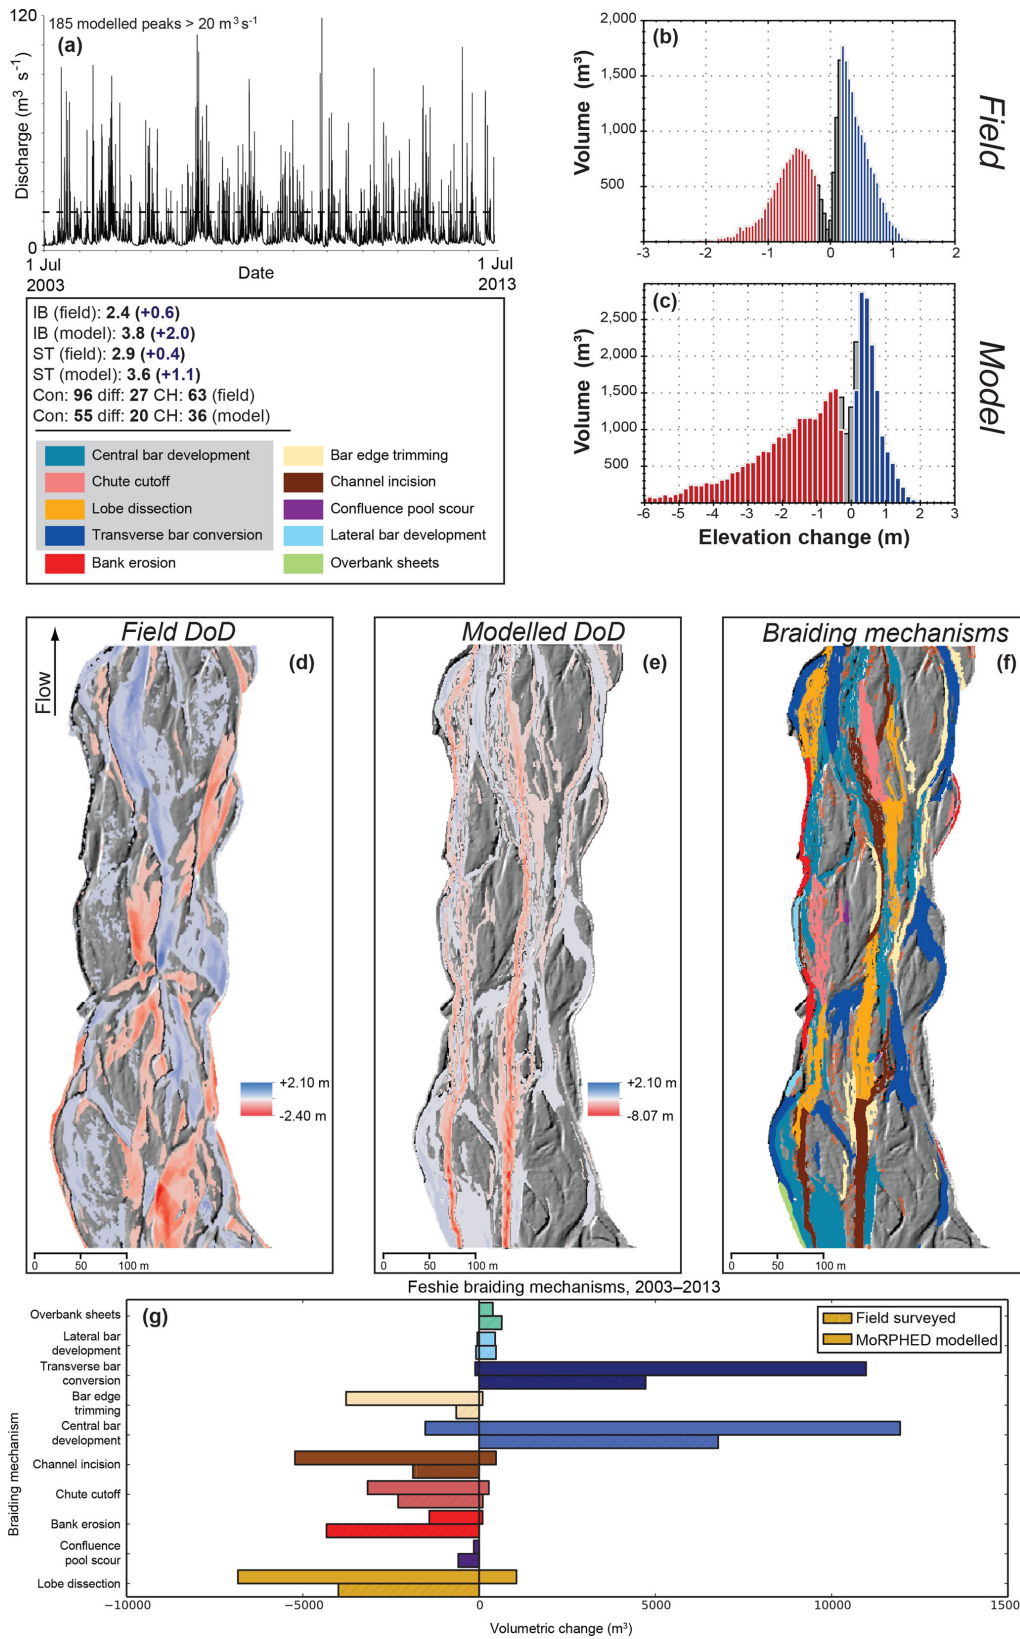 120
185 modelled peaks > 20 m³ s⁻¹
(a)
Discharge (m³ s⁻¹)
0
1 Jul
2003
Date
1 Jul
2013
IB (field): 2.4 (+0.6)
IB (model): 3.8 (+2.0)
ST (field): 2.9 (+0.4)
ST (model): 3.6 (+1.1)
Con: 96 diff: 27 CH: 63 (field)
Con: 55 diff: 20 CH: 36 (model)
Central bar development
Chute cutoff
Lobe dissection
Transverse bar conversion
Bank erosion
Bar edge trimming
Channel incision
Confluence pool scour
Lateral bar development
Overbank sheets
(b)
Volume (m³)
2,000
1,500
1,000
500
-3 -2 -1 0 1 2
Field
(c)
Volume (m³)
2,500
2,000
1,500
1,000
500
-6 -5 -4 -3 -2 -1 0 1 2 3
Elevation change (m)
Model
Field DoD
(d)
Flow
+2.10 m
-2.40 m
0 50 100 m
Modelled DoD
(e)
+2.10 m
-8.07 m
0 50 100 m
Braiding mechanisms
(f)
0 50 100 m
Feshie braiding mechanisms, 2003–2013
(g)
Field surveyed
MoRPHED modelled
Braiding mechanism
Overbank sheets
Lateral bar
development
Transverse bar
conversion
Bar edge
trimming
Central bar
development
Channel incision
Chute cutoff
Bank erosion
Confluence
pool scour
Lobe dissection
−10000 −5000 0 5000 10000 1500
Volumetric change (m³)